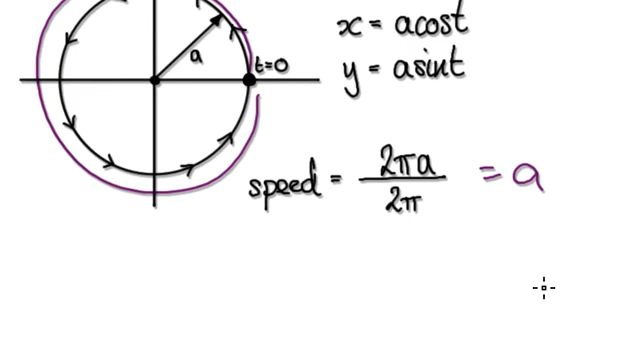 a
t=0
x = acost
y = asint
speed = 2πa / 2π = a